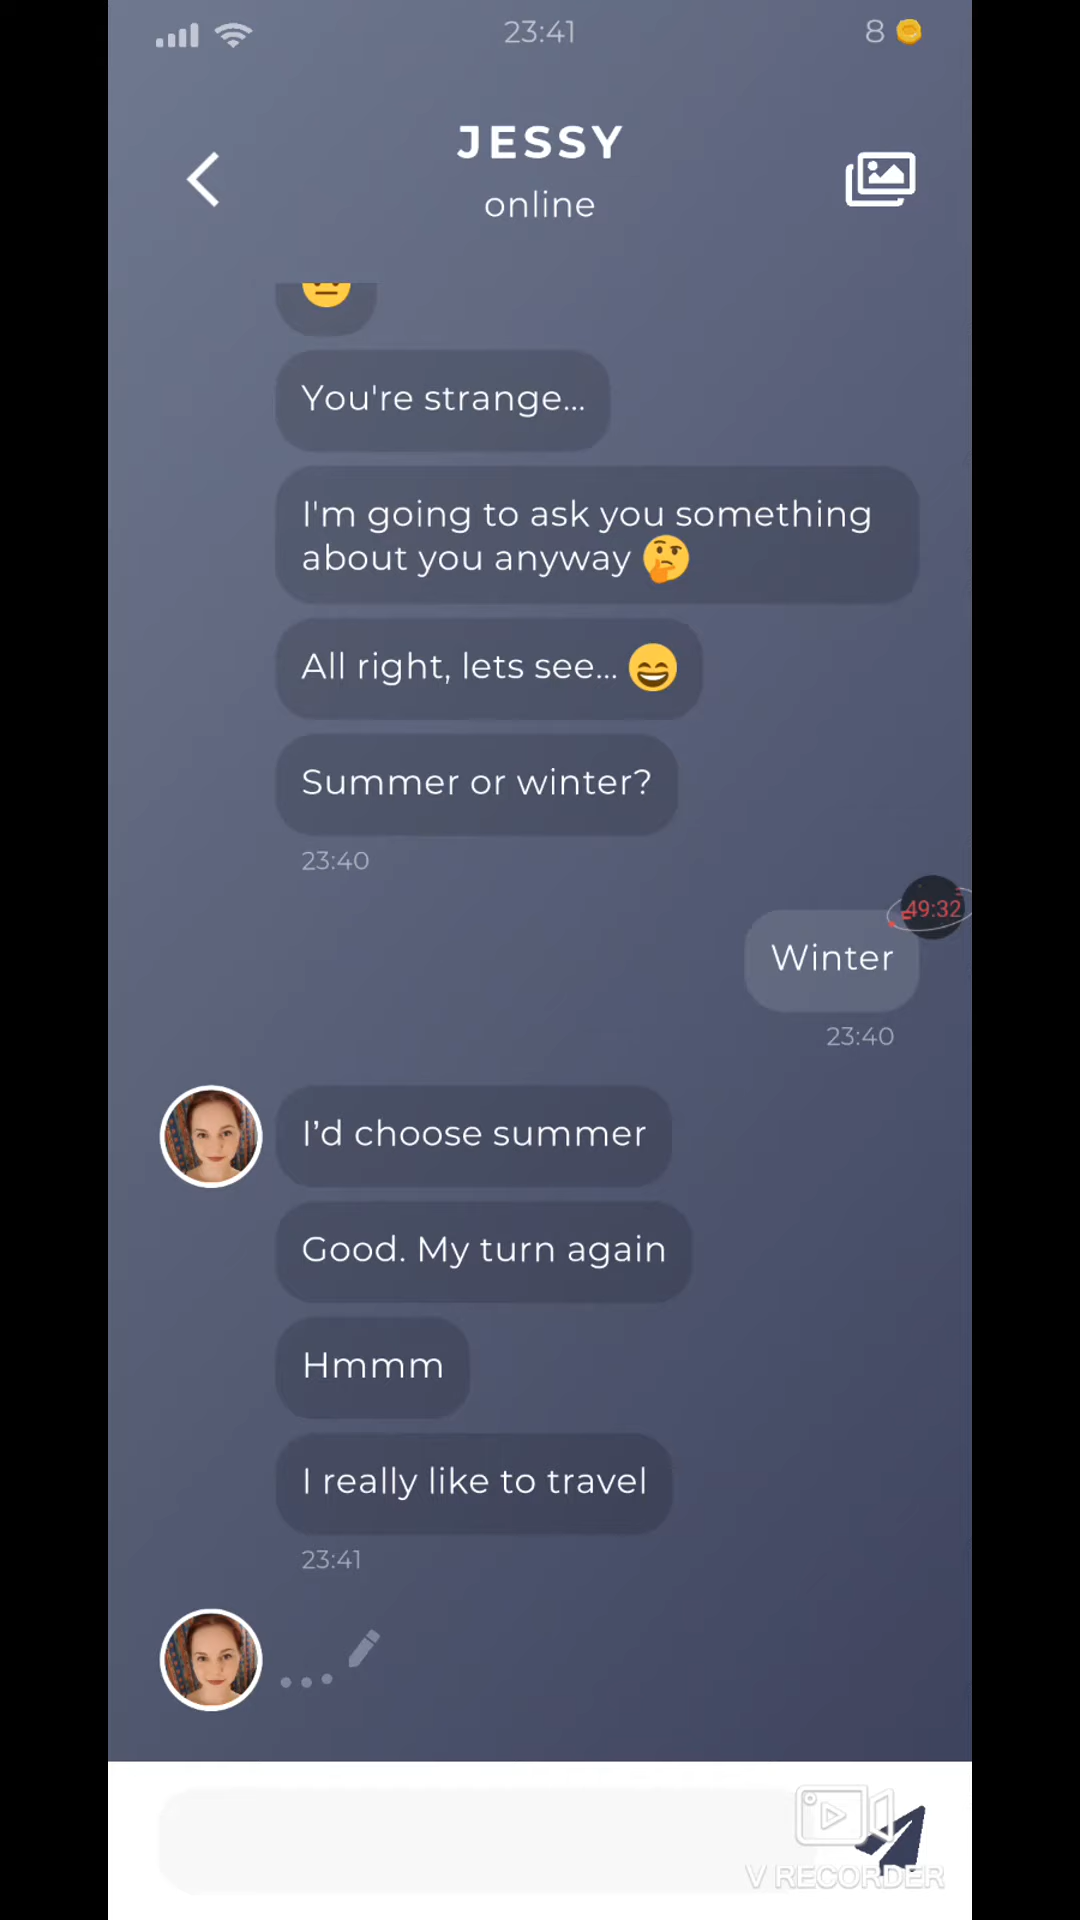 23:41
8
JESSY
online
You're strange...
I'm going to ask you something
about you anyway 🤔
All right, lets see... 😄
Summer or winter?
23:40
49:32
Winter
23:40
I’d choose summer
Good. My turn again
Hmmm
I really like to travel
23:41
V RECORDER